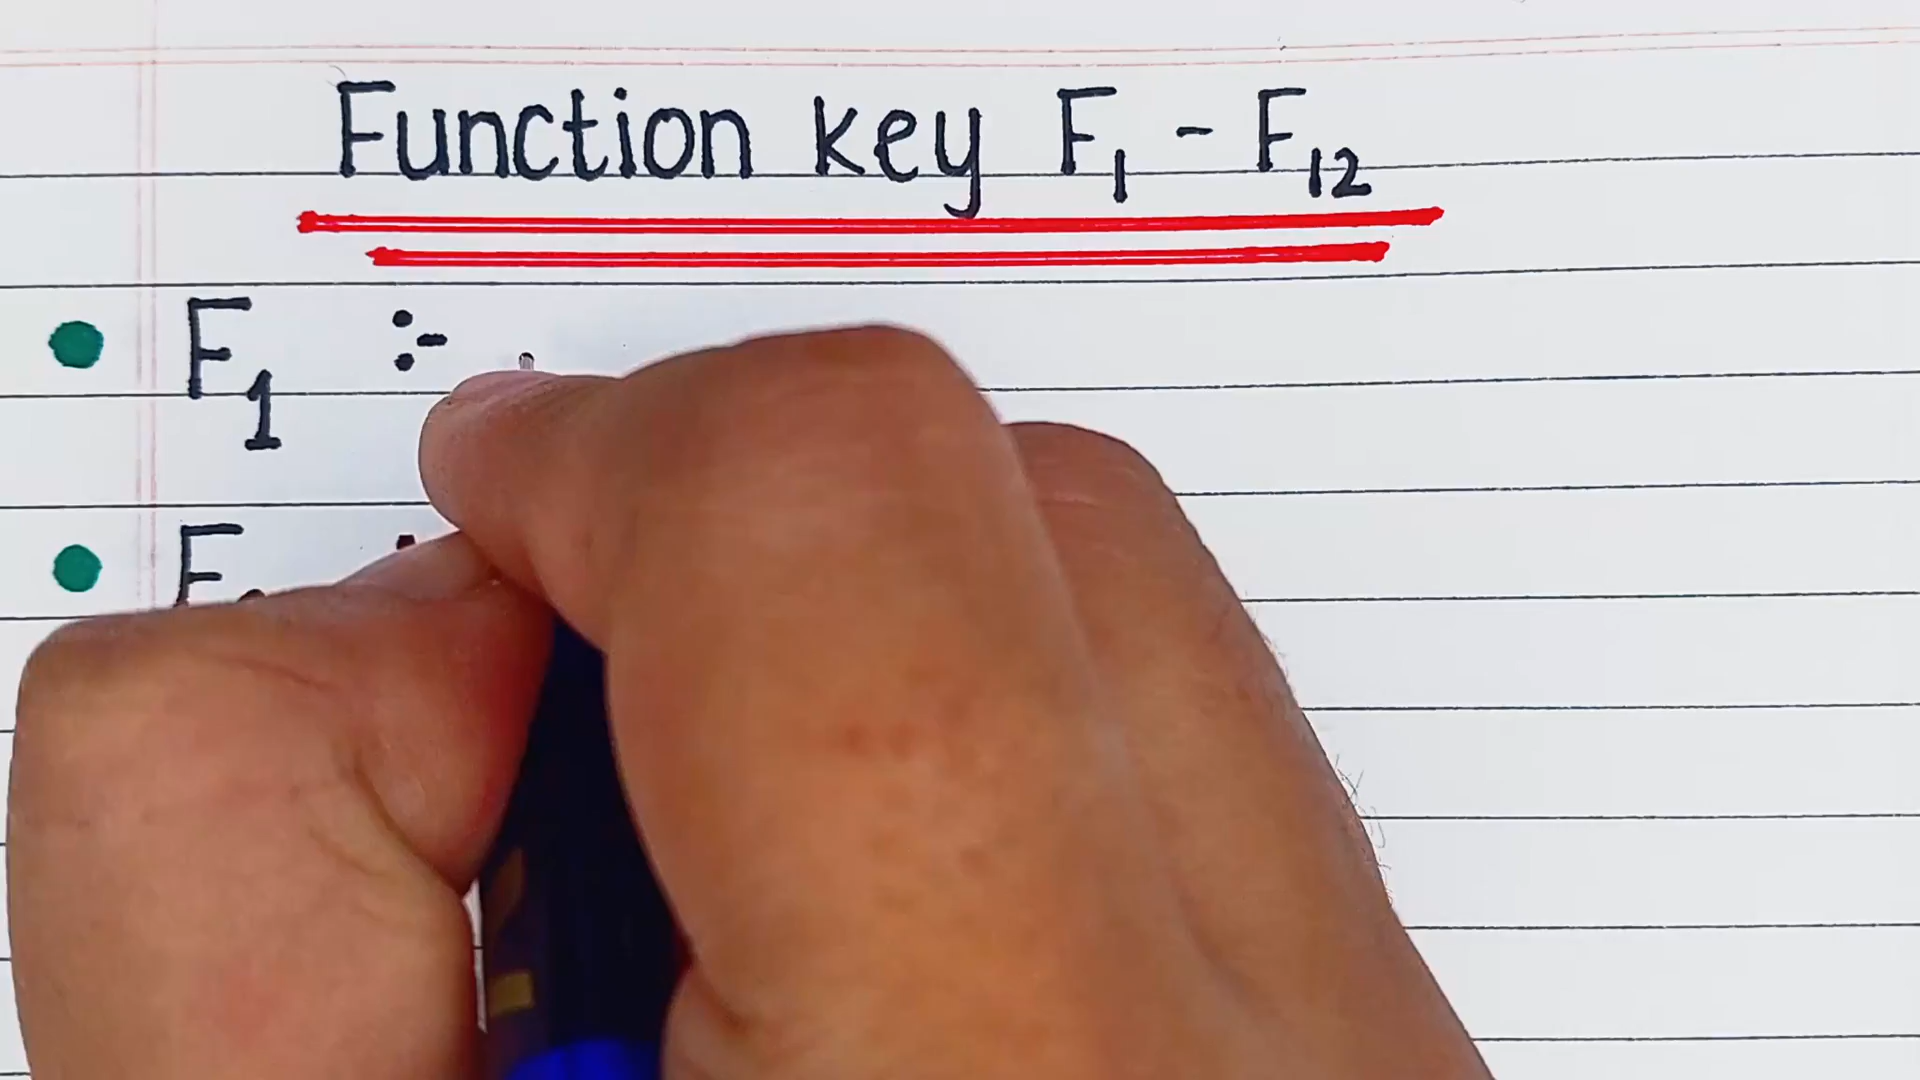 Function key F₁ - F₁₂
F₁ :-
F